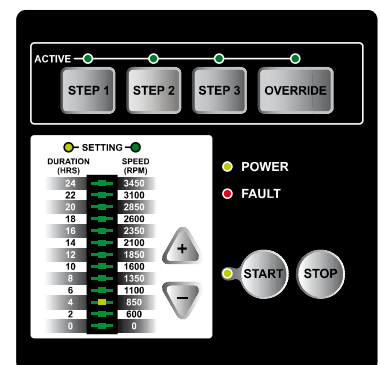 ACTIVE
STEP 1 STEP 2 STEP 3 OVERRIDE
SETTING
DURATION (HRS) SPEED (RPM)
24 3450
22 3100
20 2850
18 2600
16 2350
14 2100
12 1850
10 1600
8 1350
6 1100
4 850
2 600
0 0
+
−
POWER
FAULT
START STOP